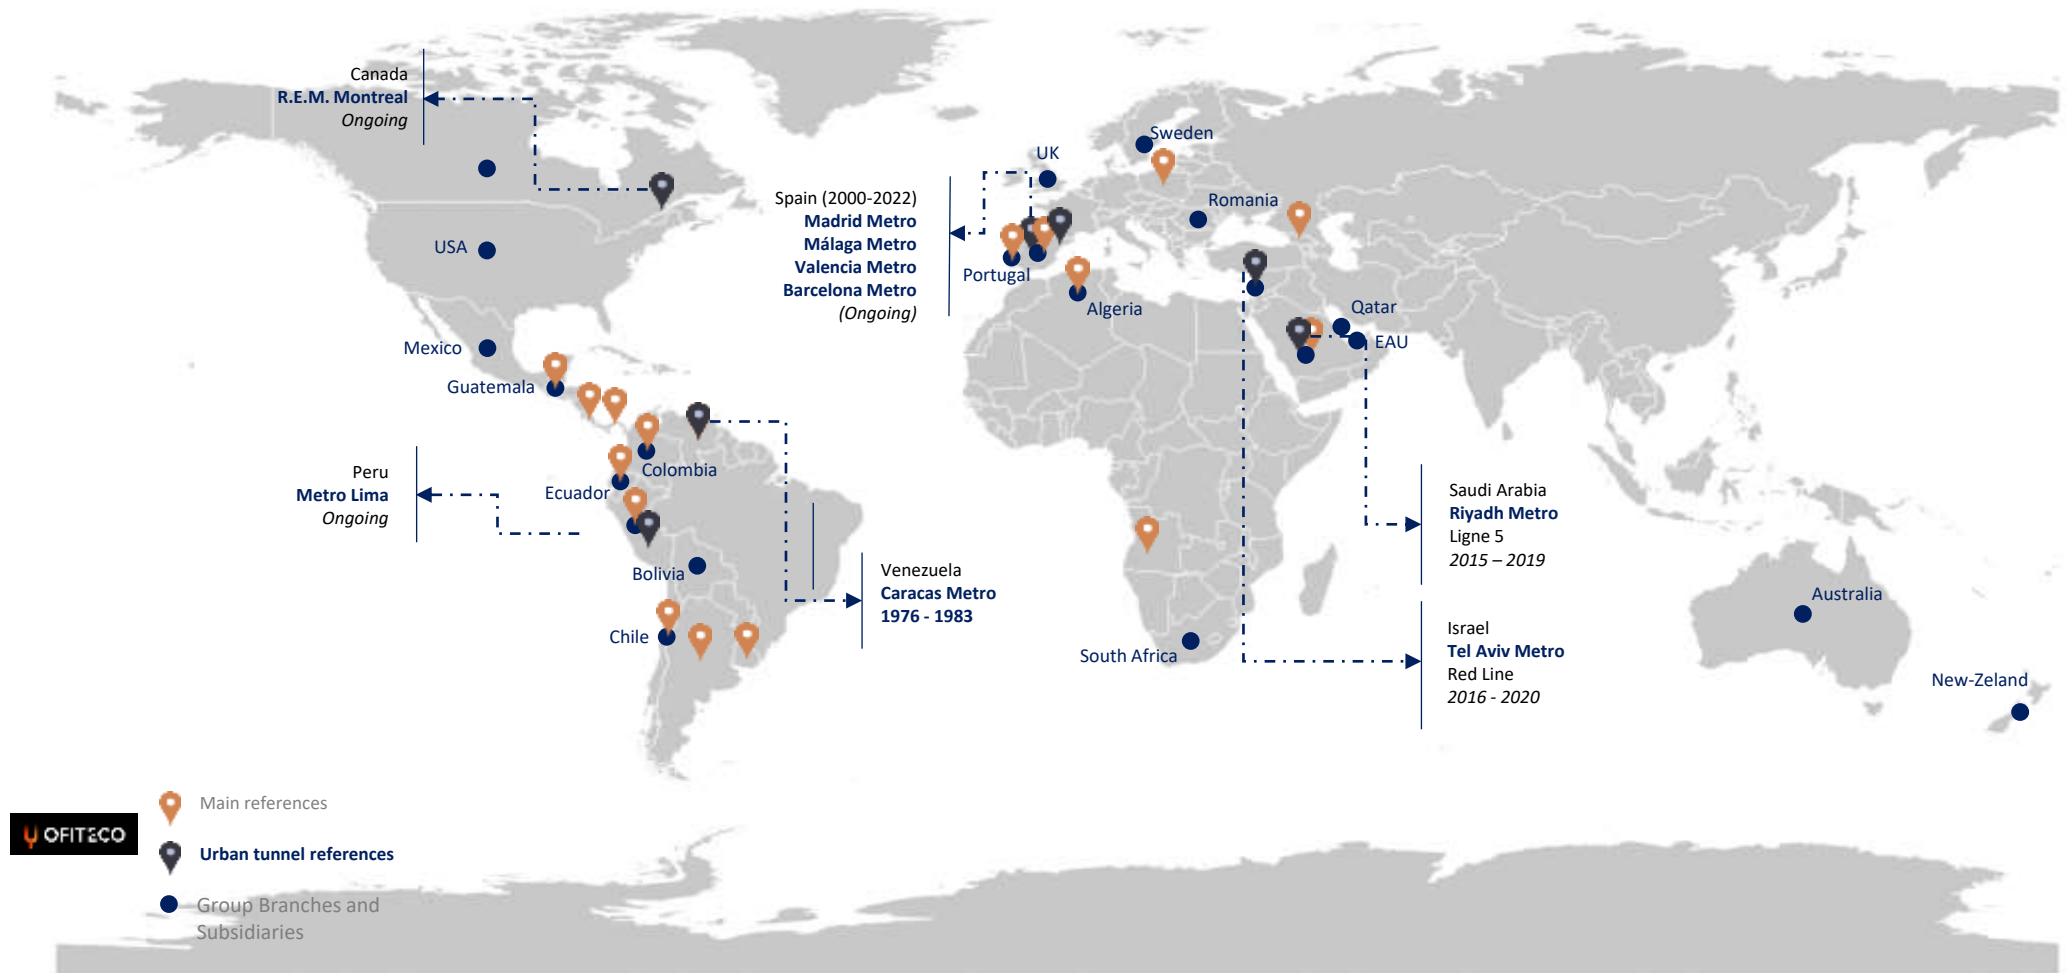 Canada
R.E.M. Montreal
Ongoing
Sweden
UK
Spain (2000-2022)
Madrid Metro
Málaga Metro
Valencia Metro
Barcelona Metro
(Ongoing)
Romania
USA
Portugal
Algeria
Qatar
EAU
Mexico
Guatemala
Colombia
Ecuador
Peru
Metro Lima
Ongoing
Bolivia
Venezuela
Caracas Metro
1976 - 1983
Chile
South Africa
Saudi Arabia
Riyadh Metro
Ligne 5
2015 – 2019
Israel
Tel Aviv Metro
Red Line
2016 - 2020
Australia
New-Zeland
Main references
OFITECO
Urban tunnel references
Group Branches and
Subsidiaries